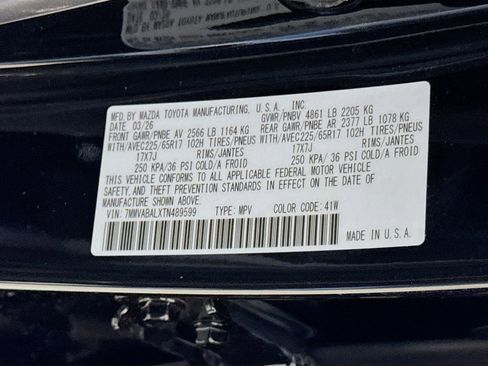 MFD. BY MAZDA TOYOTA MANUFACTURING, U.S.A., INC.
DATE: 03/26 GVWR/PNBV 4861 LB 2205 KG
FRONT GAWR/PNBE AV 2566 LB 1164 KG REAR GAWR/PNBE AR 2377 LB 1078 KG
WITH/AVEC225/65R17 102H TIRES/PNEUS WITH/AVEC225/65R17 102H TIRES/PNEUS
17X7J RIMS/JANTES 17X7J RIMS/JANTES
250 KPA/36 PSI COLD/A FROID 250 KPA/36 PSI COLD/A FROID
THIS VEHICLE CONFORMS TO ALL APPLICABLE FEDERAL MOTOR VEHICLE
SAFETY, AND THEFT PREVENTION STANDARDS IN EFFECT ON THE DATE OF
MANUFACTURE SHOWN ABOVE.
VIN: 7MMVABALXTN489599 TYPE: MPV COLOR CODE: 41W
MADE IN U.S.A.